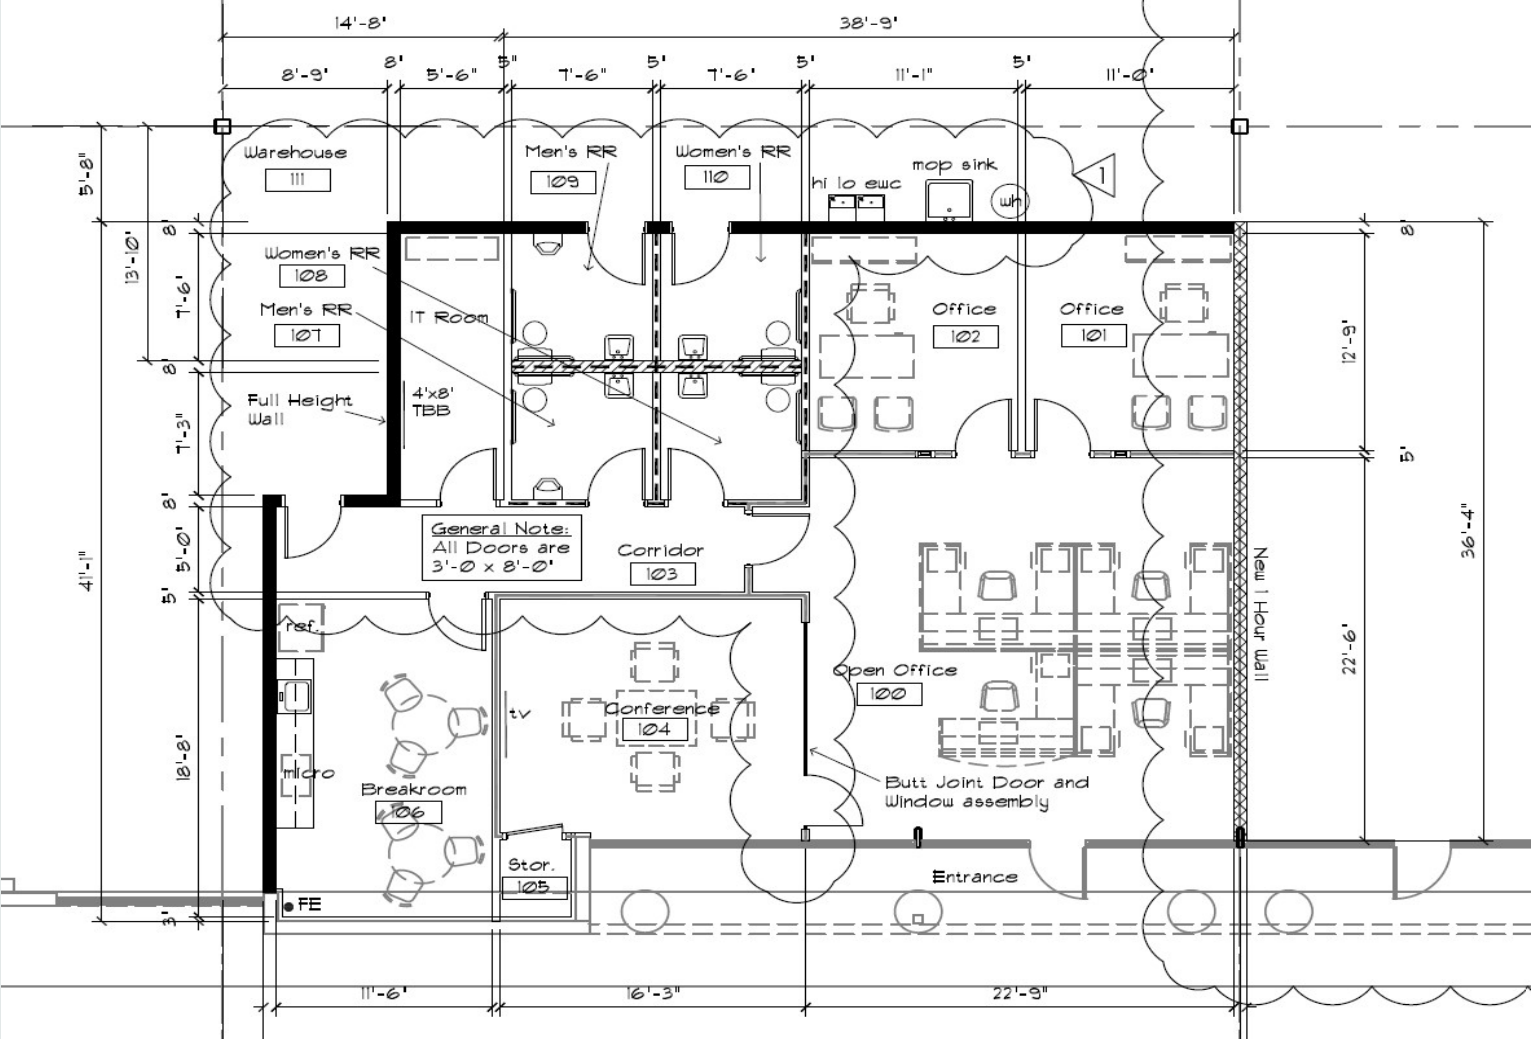 14'-8"
38'-9"
8'-9"
8"
5'-6"
5"
7'-6"
5"
7'-6"
5"
11'-1"
5"
11'-0"
Warehouse
111
Men's RR
109
Women's RR
110
hi lo ewc
mop sink
wh
1
5'-8"
8"
13'-10"
7'-6"
8"
7'-3"
8"
5'-0"
5"
41'-1"
18'-8"
3"
Women's RR
108
Men's RR
107
IT Room
4'x8'
TBB
Full Height
Wall
Office
102
Office
101
8"
12'-9"
5"
36'-4"
22'-6"
New 1 Hour Wall
General Note:
All Doors are
3'-0 x 8'-0"
Corridor
103
ref.
Open Office
100
tv
Conference
104
micro
Breakroom
106
Butt Joint Door and
Window assembly
Stor.
105
Entrance
FE
11'-6"
16'-3"
22'-9"